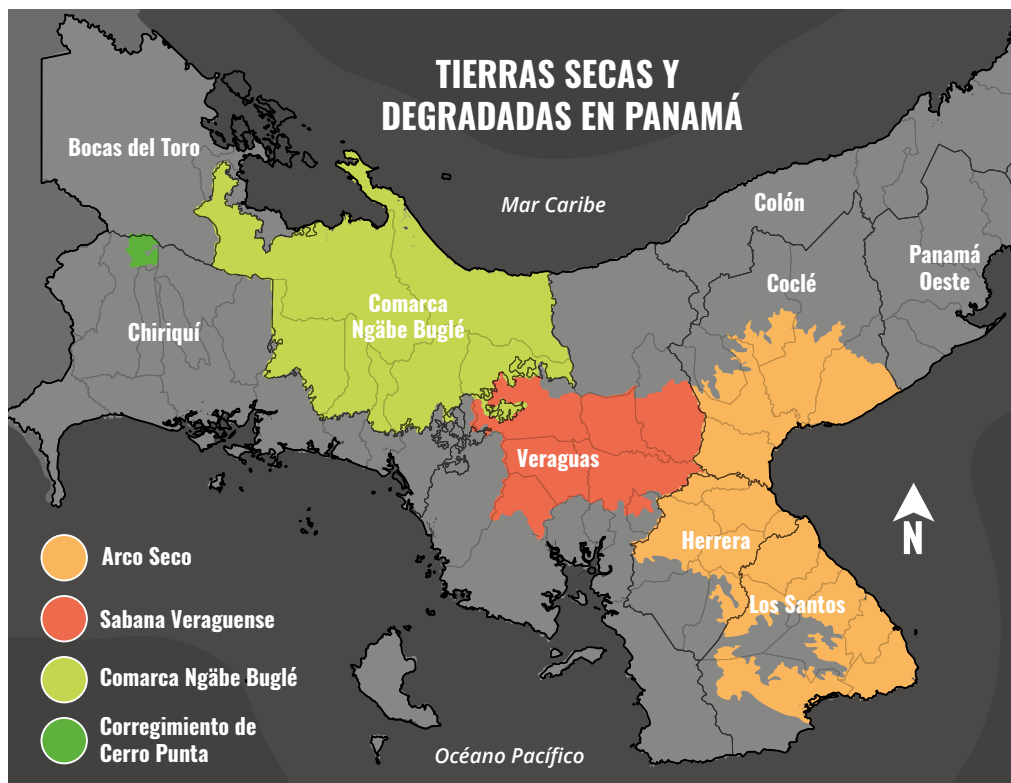 TIERRAS SECAS Y
DEGRADADAS EN PANAMÁ
Bocas del Toro
Mar Caribe
Colón
Panamá
Oeste
Coclé
Comarca
Ngäbe Buglé
Chiriquí
Veraguas
Herrera
Los Santos
N
Arco Seco
Sabana Veraguense
Comarca Ngäbe Buglé
Corregimiento de
Cerro Punta
Océano Pacífico